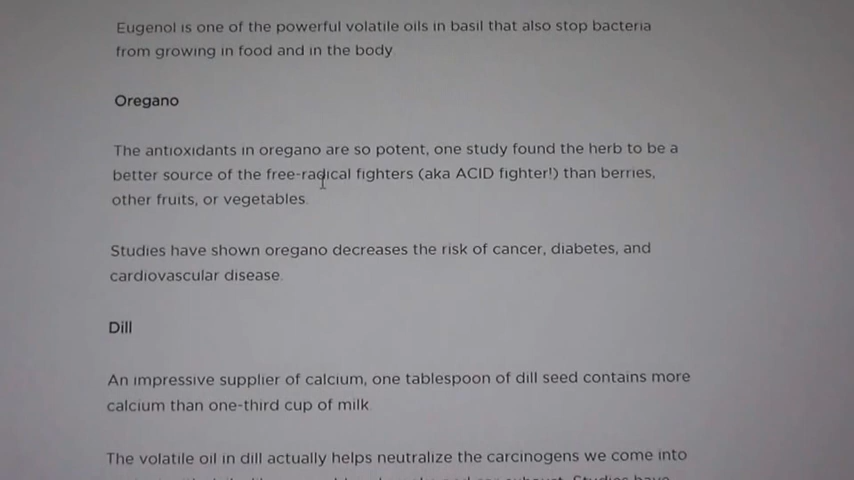 Eugenol is one of the powerful volatile oils in basil that also stop bacteria
from growing in food and in the body
Oregano
The antioxidants in oregano are so potent, one study found the herb to be a
better source of the free-radical fighters (aka ACID fighter!) than berries,
other fruits, or vegetables.
Studies have shown oregano decreases the risk of cancer, diabetes, and
cardiovascular disease.
Dill
An impressive supplier of calcium, one tablespoon of dill seed contains more
calcium than one-third cup of milk
The volatile oil in dill actually helps neutralize the carcinogens we come into